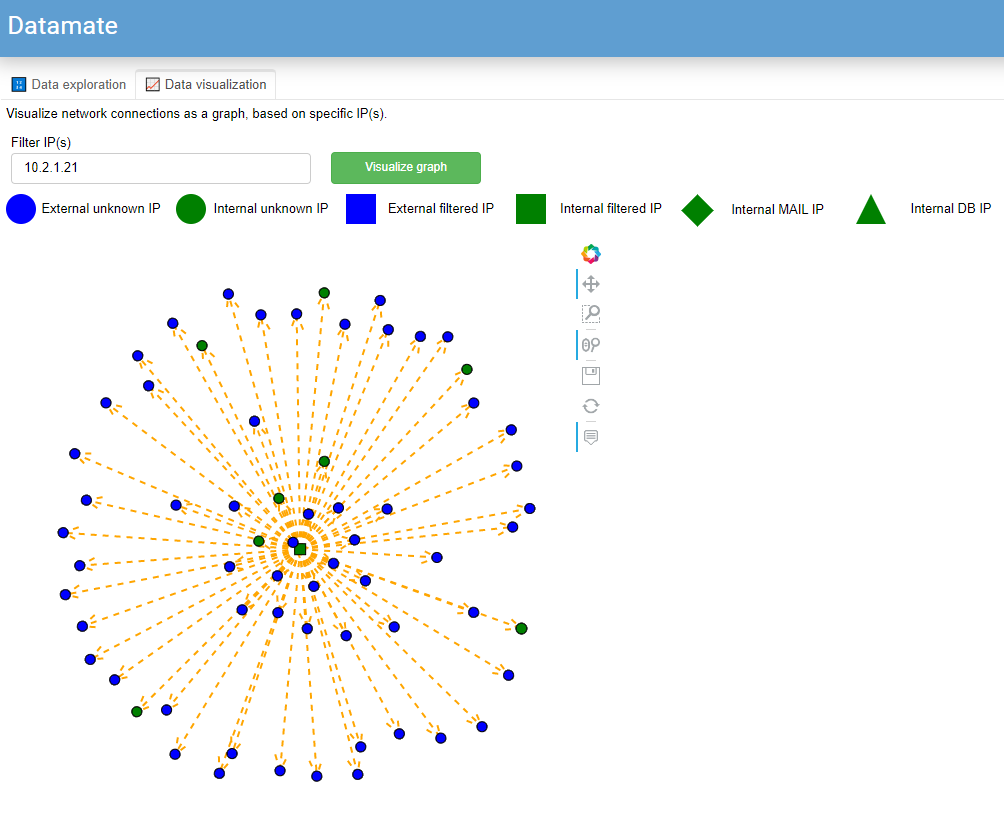 Datamate
Data exploration Data visualization
Visualize network connections as a graph, based on specific IP(s).
Filter IP(s)
10.2.1.21 Visualize graph
External unknown IP Internal unknown IP External filtered IP Internal filtered IP Internal MAIL IP Internal DB IP